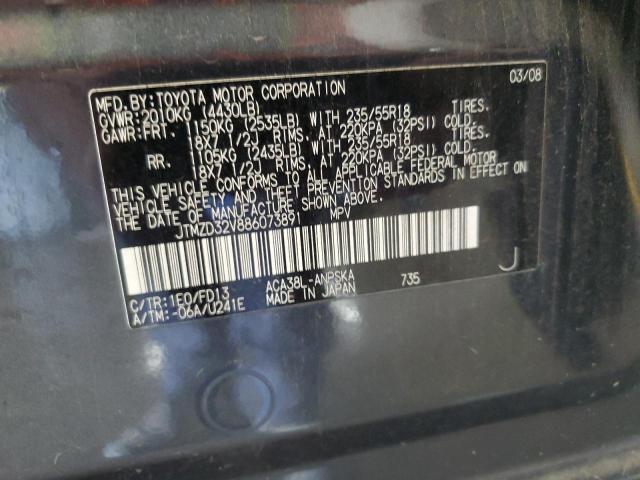 MFD.BY:TOYOTA MOTOR CORPORATION 03/08
GVWR:2010KG (4430LB)
GAWR:FRT. 1150KG (2535LB) WITH 235/55R18 TIRES.
18X7 1/2J RIMS. AT 220KPA (32PSI) COLD.
RR. 1105KG (2435LB) WITH 235/55R18 TIRES.
18X7 1/2J RIMS. AT 220KPA (32PSI) COLD.
THIS VEHICLE CONFORMS TO ALL APPLICABLE FEDERAL MOTOR
VEHICLE SAFETY AND THEFT PREVENTION STANDARDS IN EFFECT ON
THE DATE OF MANUFACTURE SHOWN ABOVE.
JTMZD32V886073891 MPV
C/TR:1E0/FD13 ACA38L-ANPSKA 735 J
A/TM:-06A/U241E MADE IN JAPAN